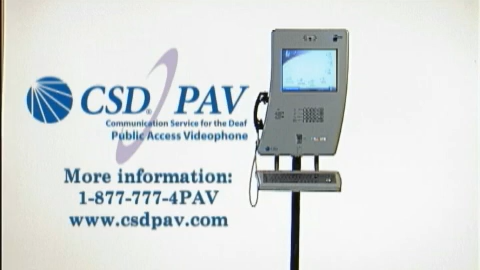 CSD® PAV
Communication Service for the Deaf
Public Access Videophone
More information:
1-877-777-4PAV
www.csdpav.com